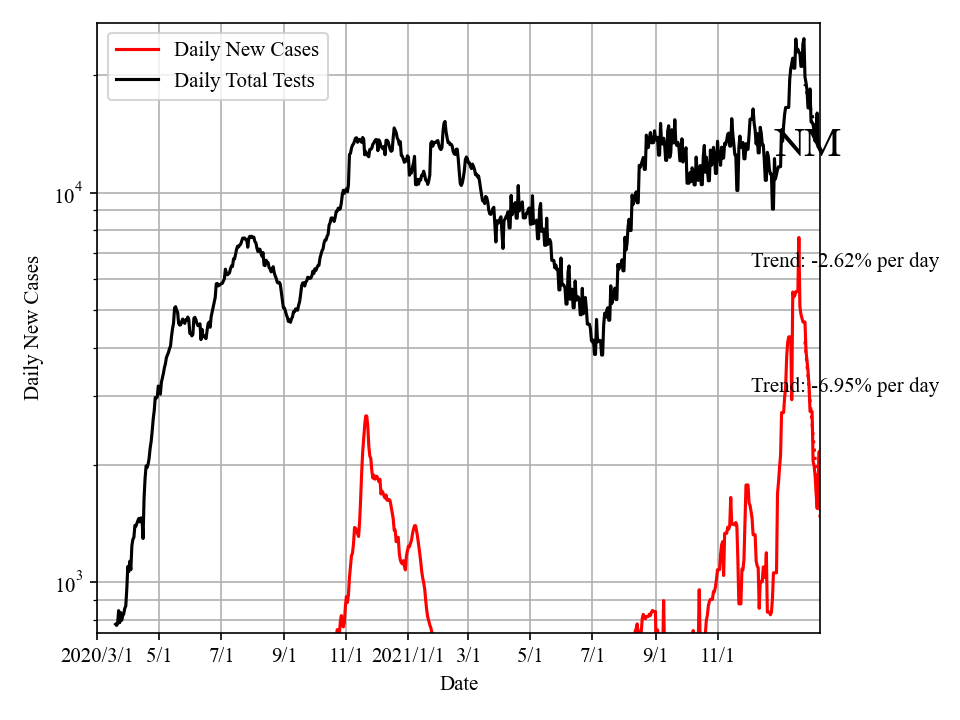 Daily New Cases
Daily Total Tests
NM
Trend: -2.62% per day
Trend: -6.95% per day
10^4
10^3
Daily New Cases
2020/3/1 5/1 7/1 9/1 11/1 2021/1/1 3/1 5/1 7/1 9/1 11/1
Date